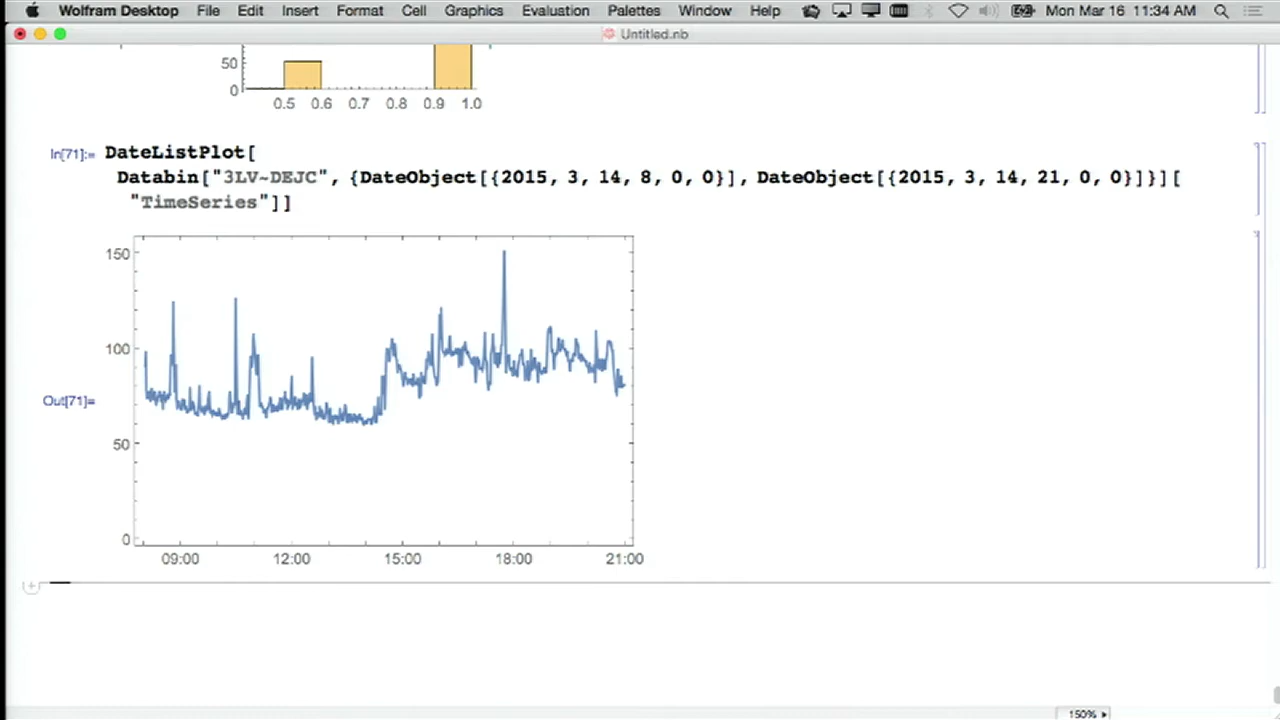 Wolfram Desktop File Edit Insert Format Cell Graphics Evaluation Palettes Window Help Mon Mar 16 11:34 AM
Untitled.nb
50
0
0.5 0.6 0.7 0.8 0.9 1.0
In[71]:= DateListPlot[
Databin["3LV~DEJC", {DateObject[{2015, 3, 14, 8, 0, 0}], DateObject[{2015, 3, 14, 21, 0, 0}]}][
"TimeSeries"]]
150
100
Out[71]=
50
0
09:00 12:00 15:00 18:00 21:00
150%